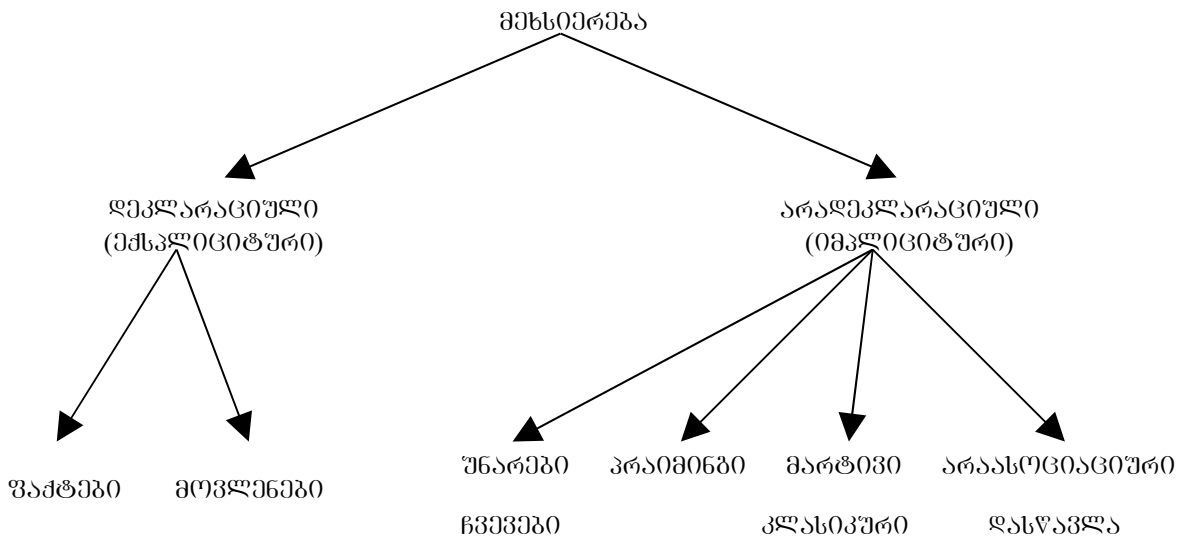 მეხსიერება
დეკლარაციული
(ექსპლიციტური)
არადეკლარაციული
(იმპლიციტური)
ფაქტები
მოვლენები
უნარები
ჩვევები
პრაიმინგი
მარტივი
კლასიკური
არაასოციაციური
დასწავლა